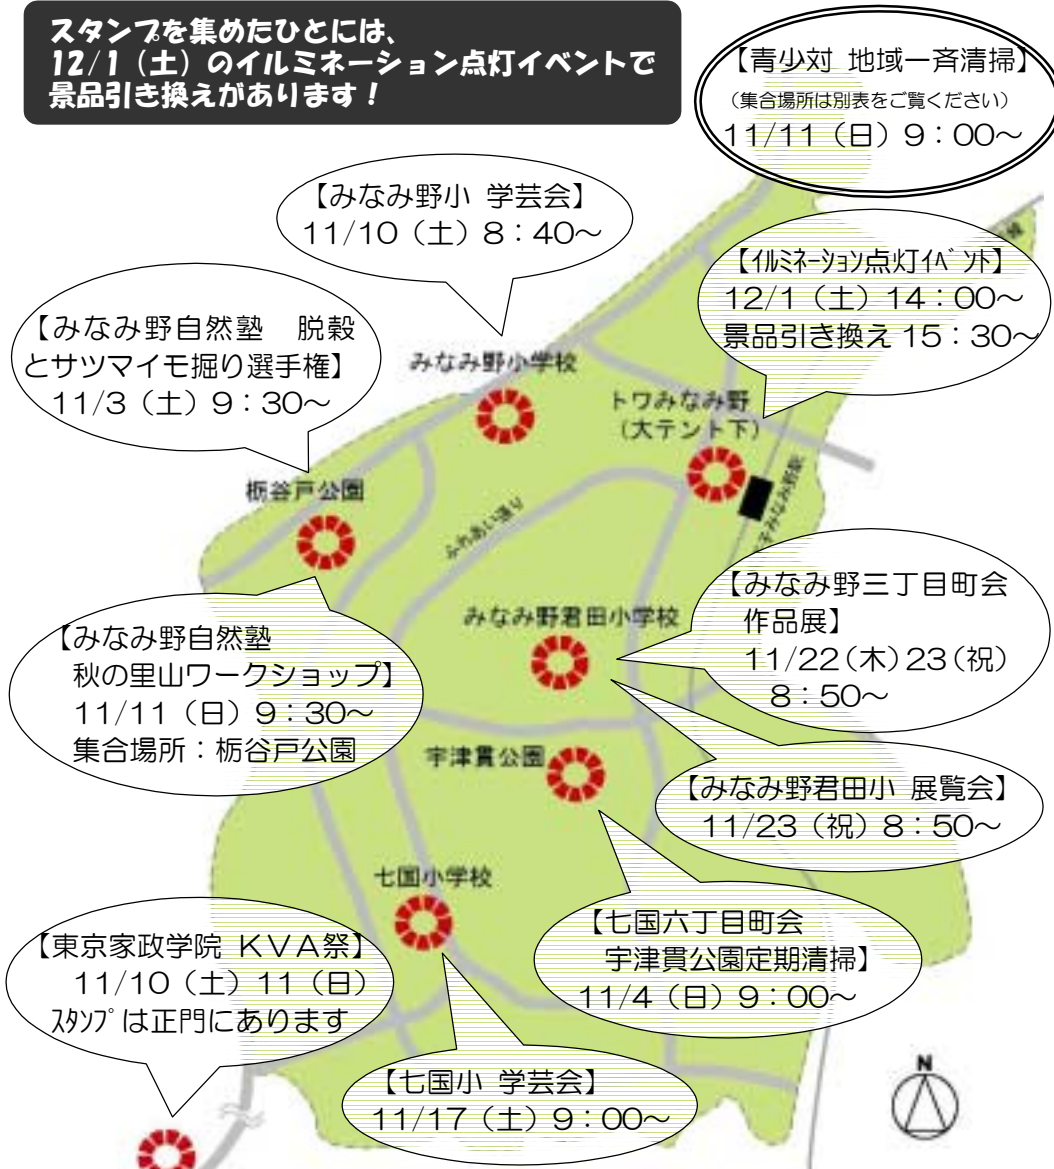 スタンプを集めたひとには、
12/1（土）のイルミネーション点灯イベントで
景品引き換えがあります！
【青少対 地域一斉清掃】
（集合場所は別表をご覧ください）
11/11（日）9：00～
【みなみ野小 学芸会】
11/10（土）8：40～
【ｲﾙﾐﾈｰｼｮﾝ点灯ｲﾍﾞﾝﾄ】
12/1（土）14：00～
景品引き換え 15：30～
【みなみ野自然塾　脱穀
とサツマイモ掘り選手権】
11/3（土）9：30～
みなみ野小学校
トワみなみ野
（大テント下）
栃谷戸公園
ふれあい通り
みなみ野君田小学校
【みなみ野三丁目町会
作品展】
11/22（木）23（祝）
8：50～
【みなみ野自然塾
秋の里山ワークショップ】
11/11（日）9：30～
集合場所：栃谷戸公園
宇津貫公園
【みなみ野君田小 展覧会】
11/23（祝）8：50～
七国小学校
【七国六丁目町会
宇津貫公園定期清掃】
11/4（日）9：00～
【東京家政学院 KVA祭】
11/10（土）11（日）
ｽﾀﾝﾌﾟは正門にあります
【七国小 学芸会】
11/17（土）9：00～
N